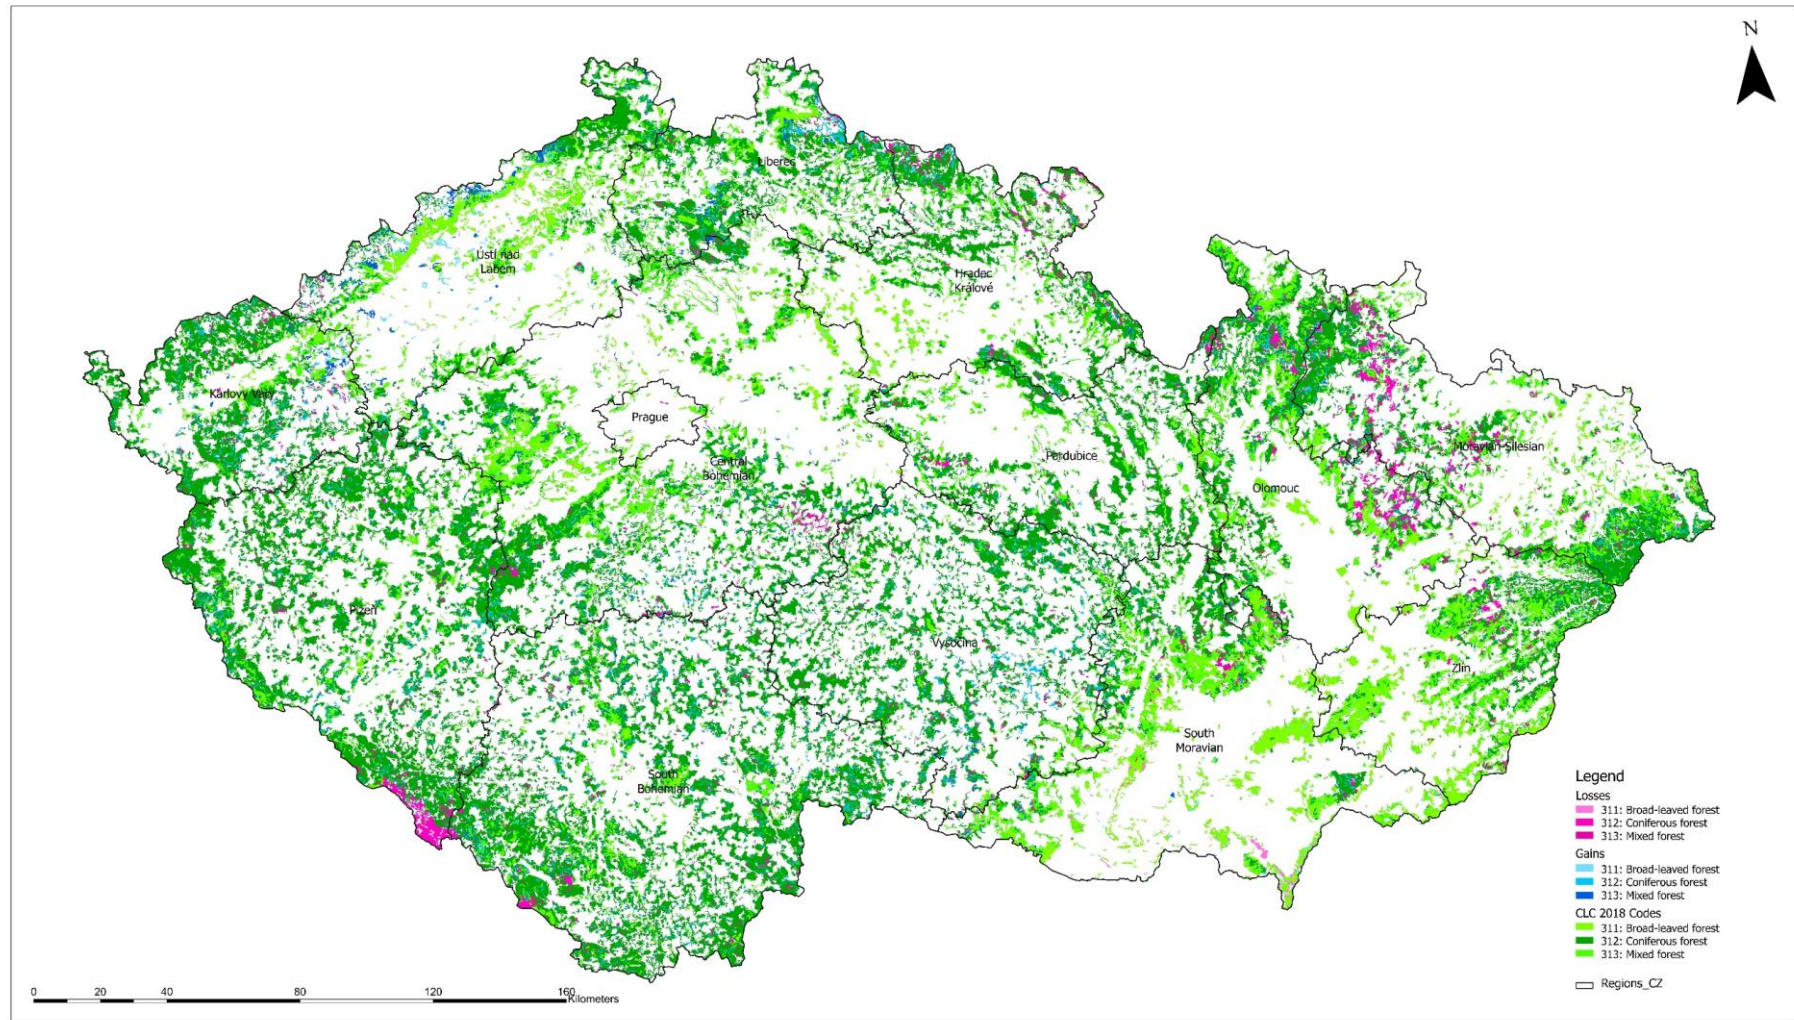 N
Liberec
Ústí nad
Labem
Hradec
Králové
Karlovy Vary
Prague
Central
Bohemian
Pardubice
Moravian-Silesian
Olomouc
Plzeň
Vysočina
Zlín
South
Moravian
South
Bohemian
Legend
Losses
311: Broad-leaved forest
312: Coniferous forest
313: Mixed forest
Gains
311: Broad-leaved forest
312: Coniferous forest
313: Mixed forest
CLC 2018 Codes
311: Broad-leaved forest
312: Coniferous forest
313: Mixed forest
Regions_CZ
0 20 40 80 120 160
Kilometers